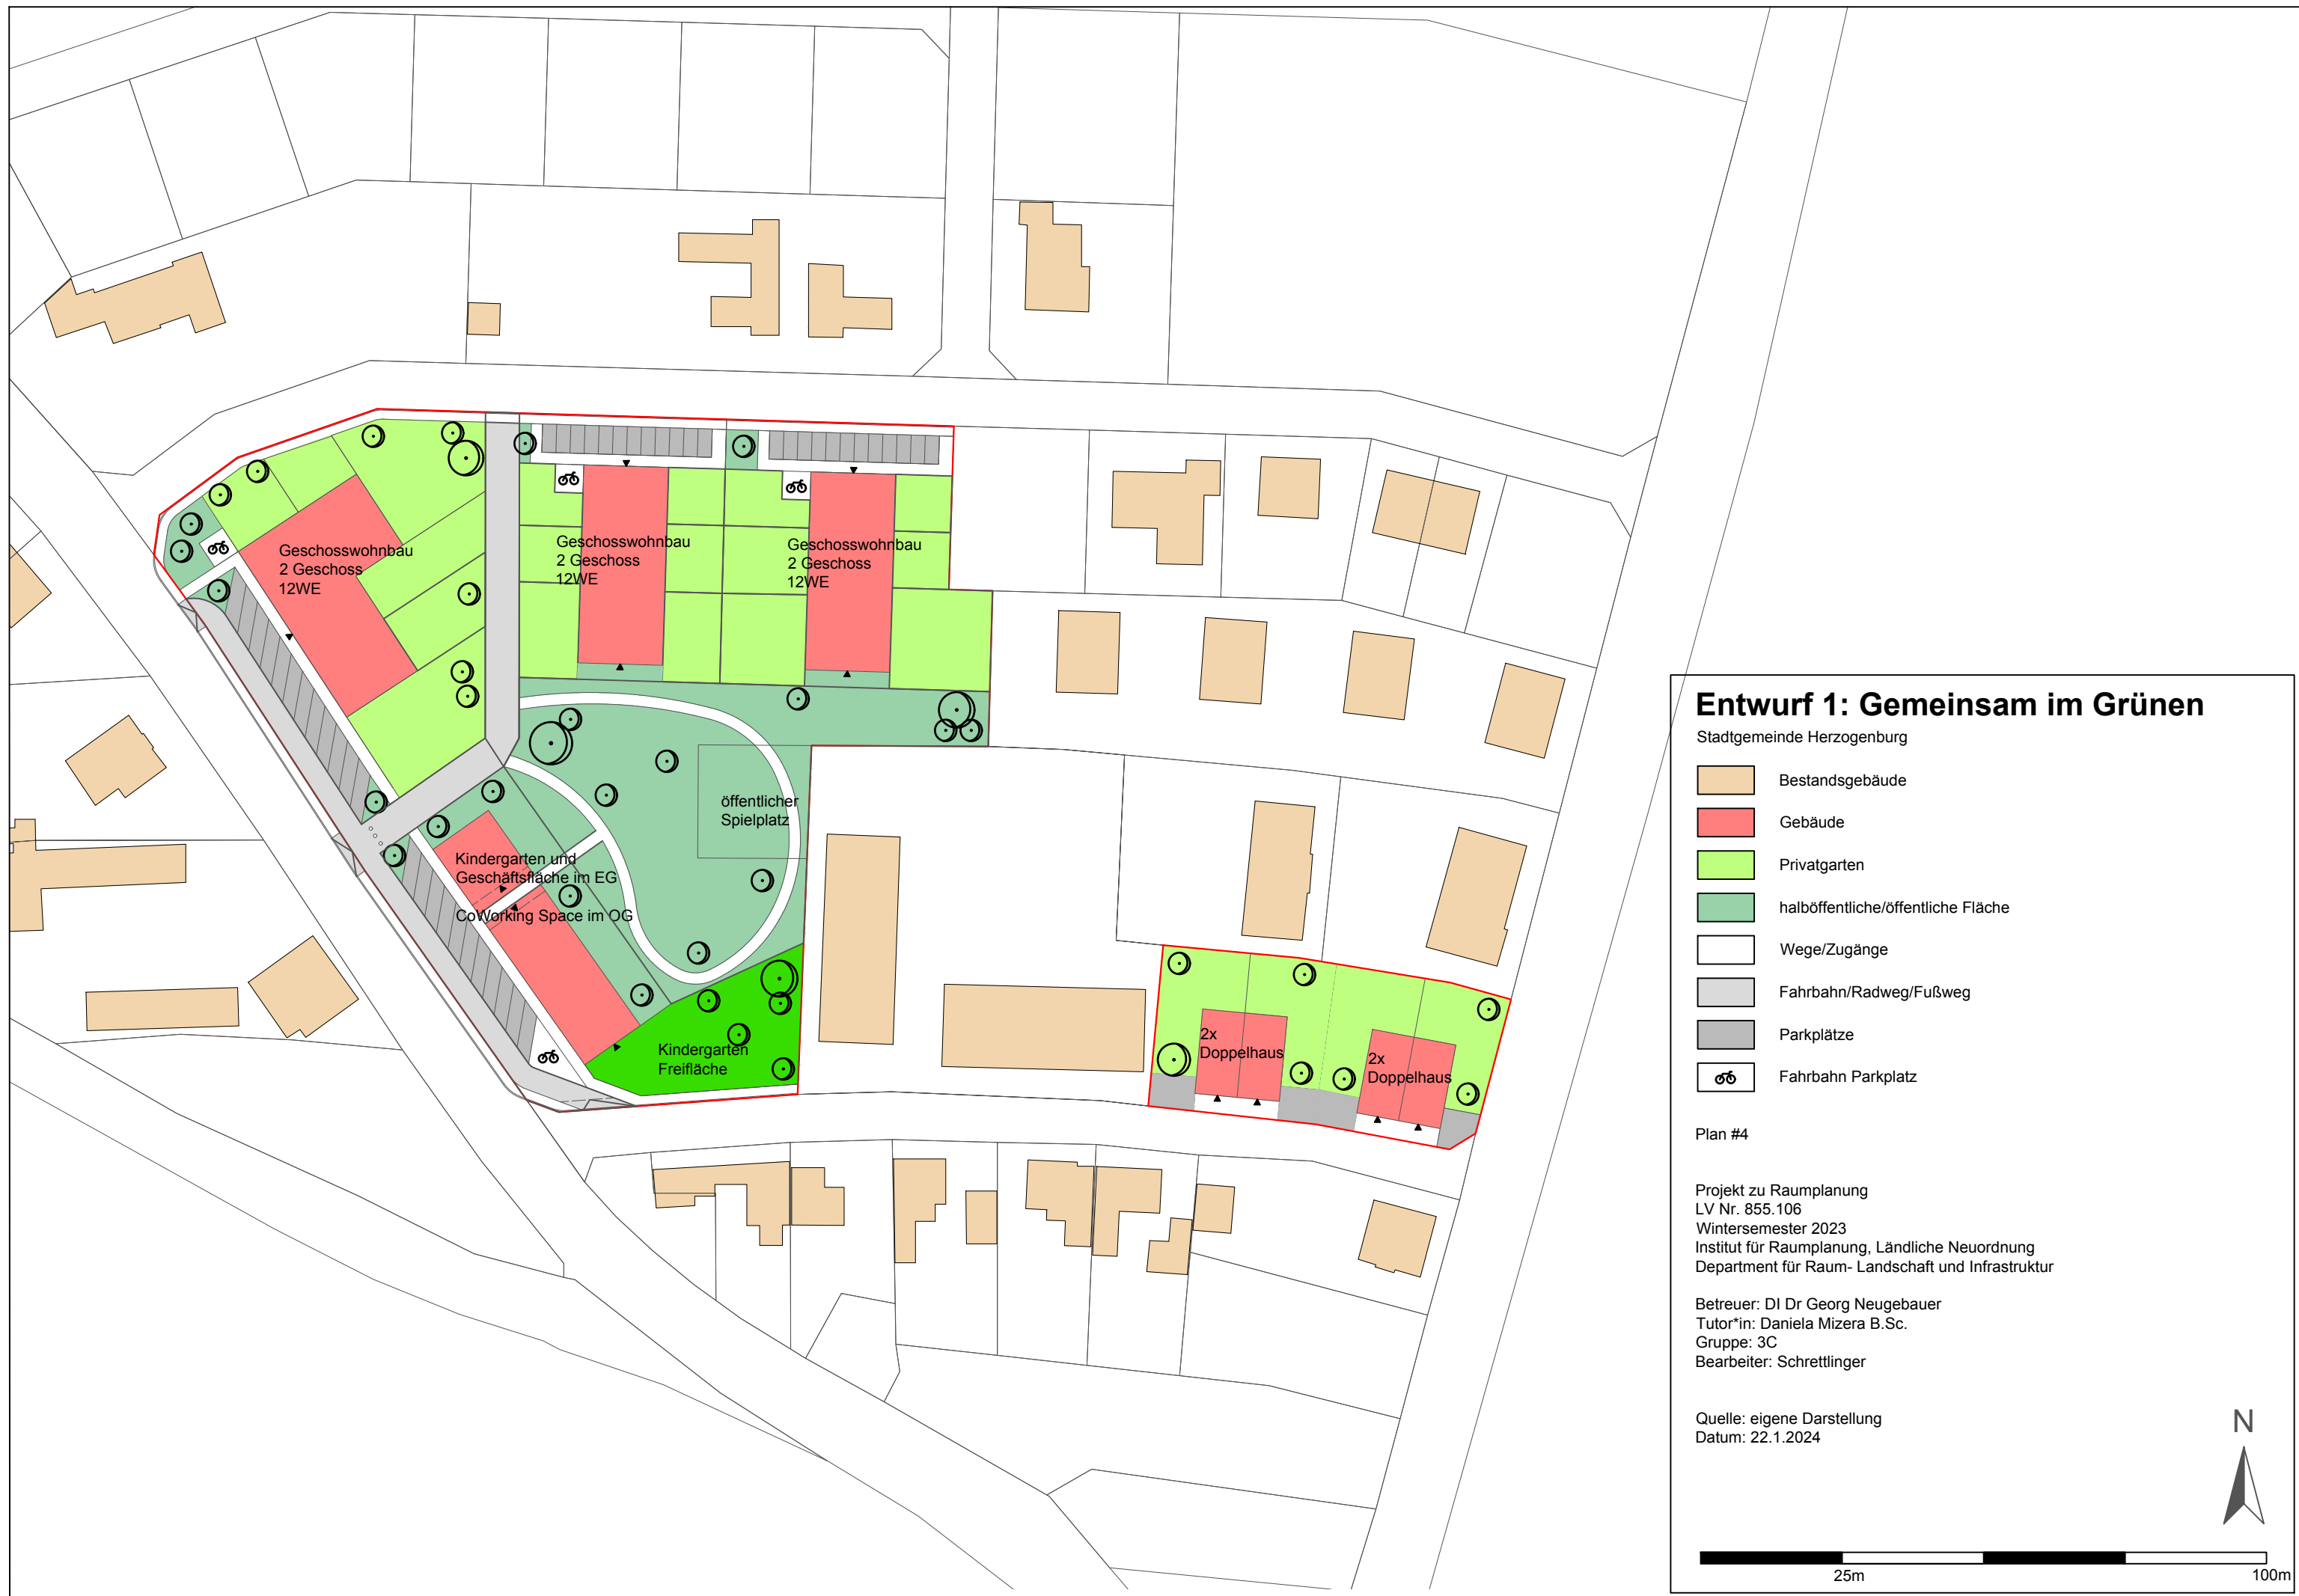 Geschosswohnbau
2 Geschoss
12WE
Geschosswohnbau
2 Geschoss
12WE
Geschosswohnbau
2 Geschoss
12WE
öffentlicher
Spielplatz
Kindergarten und
Geschäftsfläche im EG
CoWorking Space im OG
Kindergarten
Freifläche
2x
Doppelhaus
2x
Doppelhaus
Entwurf 1: Gemeinsam im Grünen
Stadtgemeinde Herzogenburg
Bestandsgebäude
Gebäude
Privatgarten
halböffentliche/öffentliche Fläche
Wege/Zugänge
Fahrbahn/Radweg/Fußweg
Parkplätze
Fahrbahn Parkplatz
Plan #4
Projekt zu Raumplanung
LV Nr. 855.106
Wintersemester 2023
Institut für Raumplanung, Ländliche Neuordnung
Department für Raum- Landschaft und Infrastruktur
Betreuer: DI Dr Georg Neugebauer
Tutor*in: Daniela Mizera B.Sc.
Gruppe: 3C
Bearbeiter: Schrettlinger
Quelle: eigene Darstellung
Datum: 22.1.2024
N
25m
100m